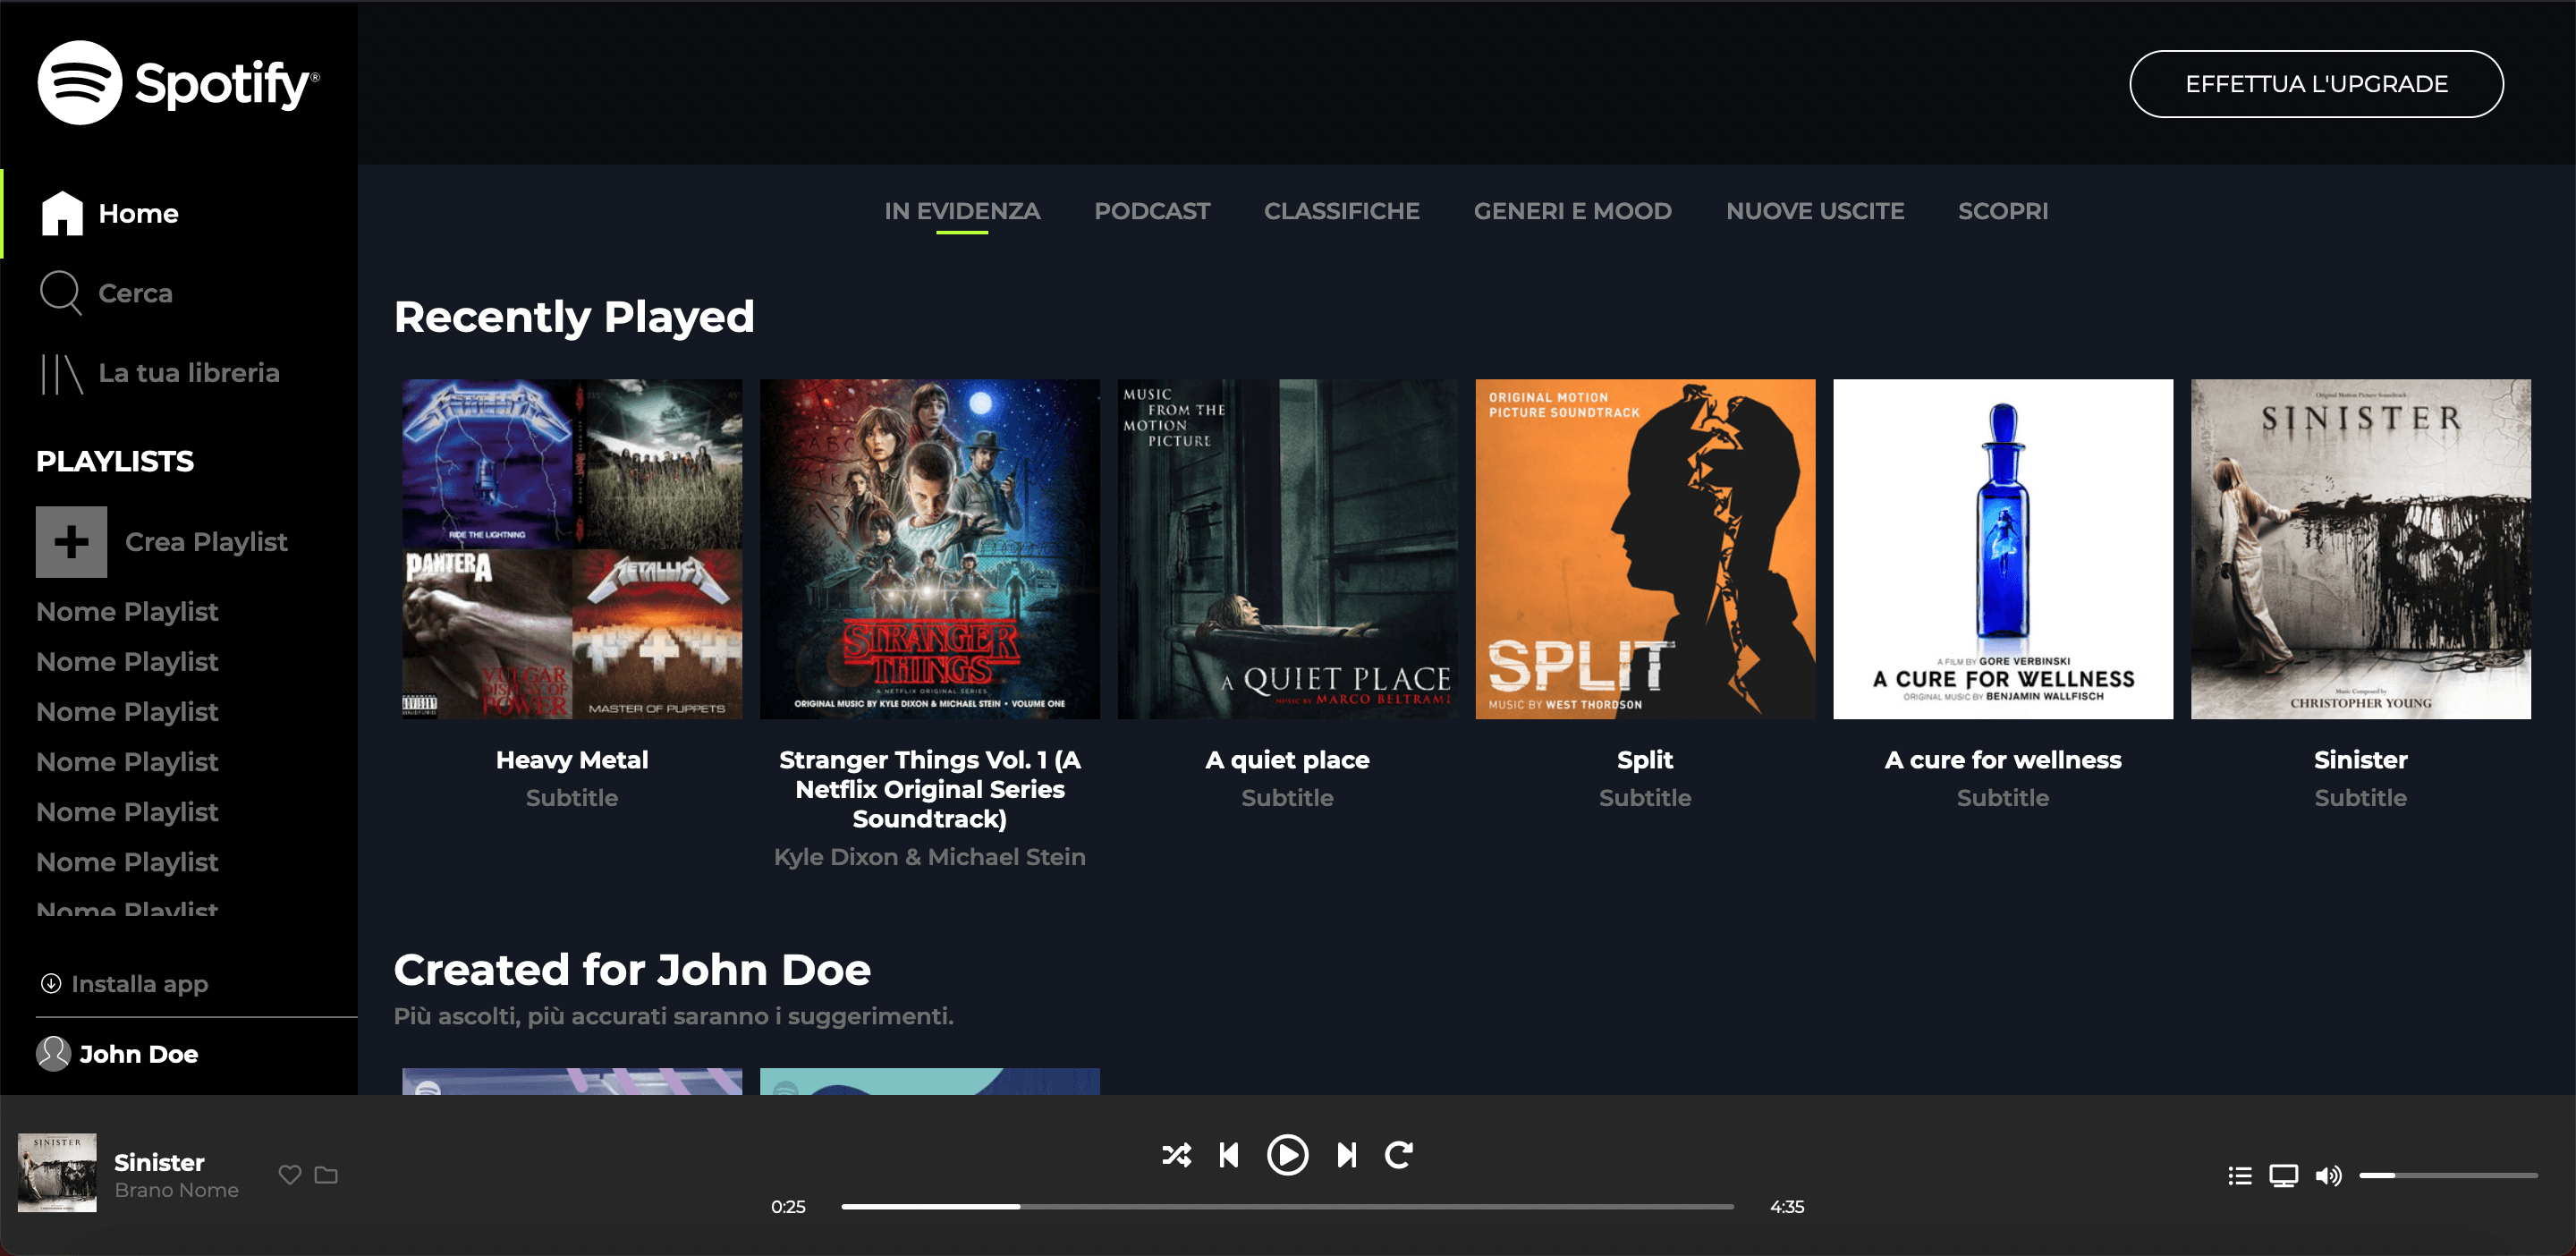 Spotify®
EFFETTUA L'UPGRADE
Home
Cerca
La tua libreria
PLAYLISTS
Crea Playlist
Nome Playlist
Nome Playlist
Nome Playlist
Nome Playlist
Nome Playlist
Nome Playlist
Nome Playlist
Installa app
John Doe
IN EVIDENZA PODCAST CLASSIFICHE GENERI E MOOD NUOVE USCITE SCOPRI
Recently Played
RIDE THE LIGHTNING
PANTERA
VULGAR
DISPLAY OF
POWER
METALLICA
MASTER OF PUPPETS
Heavy Metal
Subtitle
STRANGER
THINGS
A NETFLIX ORIGINAL SERIES
ORIGINAL MUSIC BY KYLE DIXON & MICHAEL STEIN • VOLUME ONE
Stranger Things Vol. 1 (A
Netflix Original Series
Soundtrack)
Kyle Dixon & Michael Stein
MUSIC
FROM THE
MOTION
PICTURE
A QUIET PLACE
MUSIC BY MARCO BELTRAMI
A quiet place
Subtitle
ORIGINAL MOTION
PICTURE SOUNDTRACK
SPLIT
MUSIC BY WEST THORDSON
Split
Subtitle
A FILM BY GORE VERBINSKI
A CURE FOR WELLNESS
ORIGINAL MUSIC BY BENJAMIN WALLFISCH
A cure for wellness
Subtitle
Original Motion Picture Soundtrack
SINISTER
Music Composed by
CHRISTOPHER YOUNG
Sinister
Subtitle
Created for John Doe
Più ascolti, più accurati saranno i suggerimenti.
SINISTER
Sinister
Brano Nome
0:25
4:35